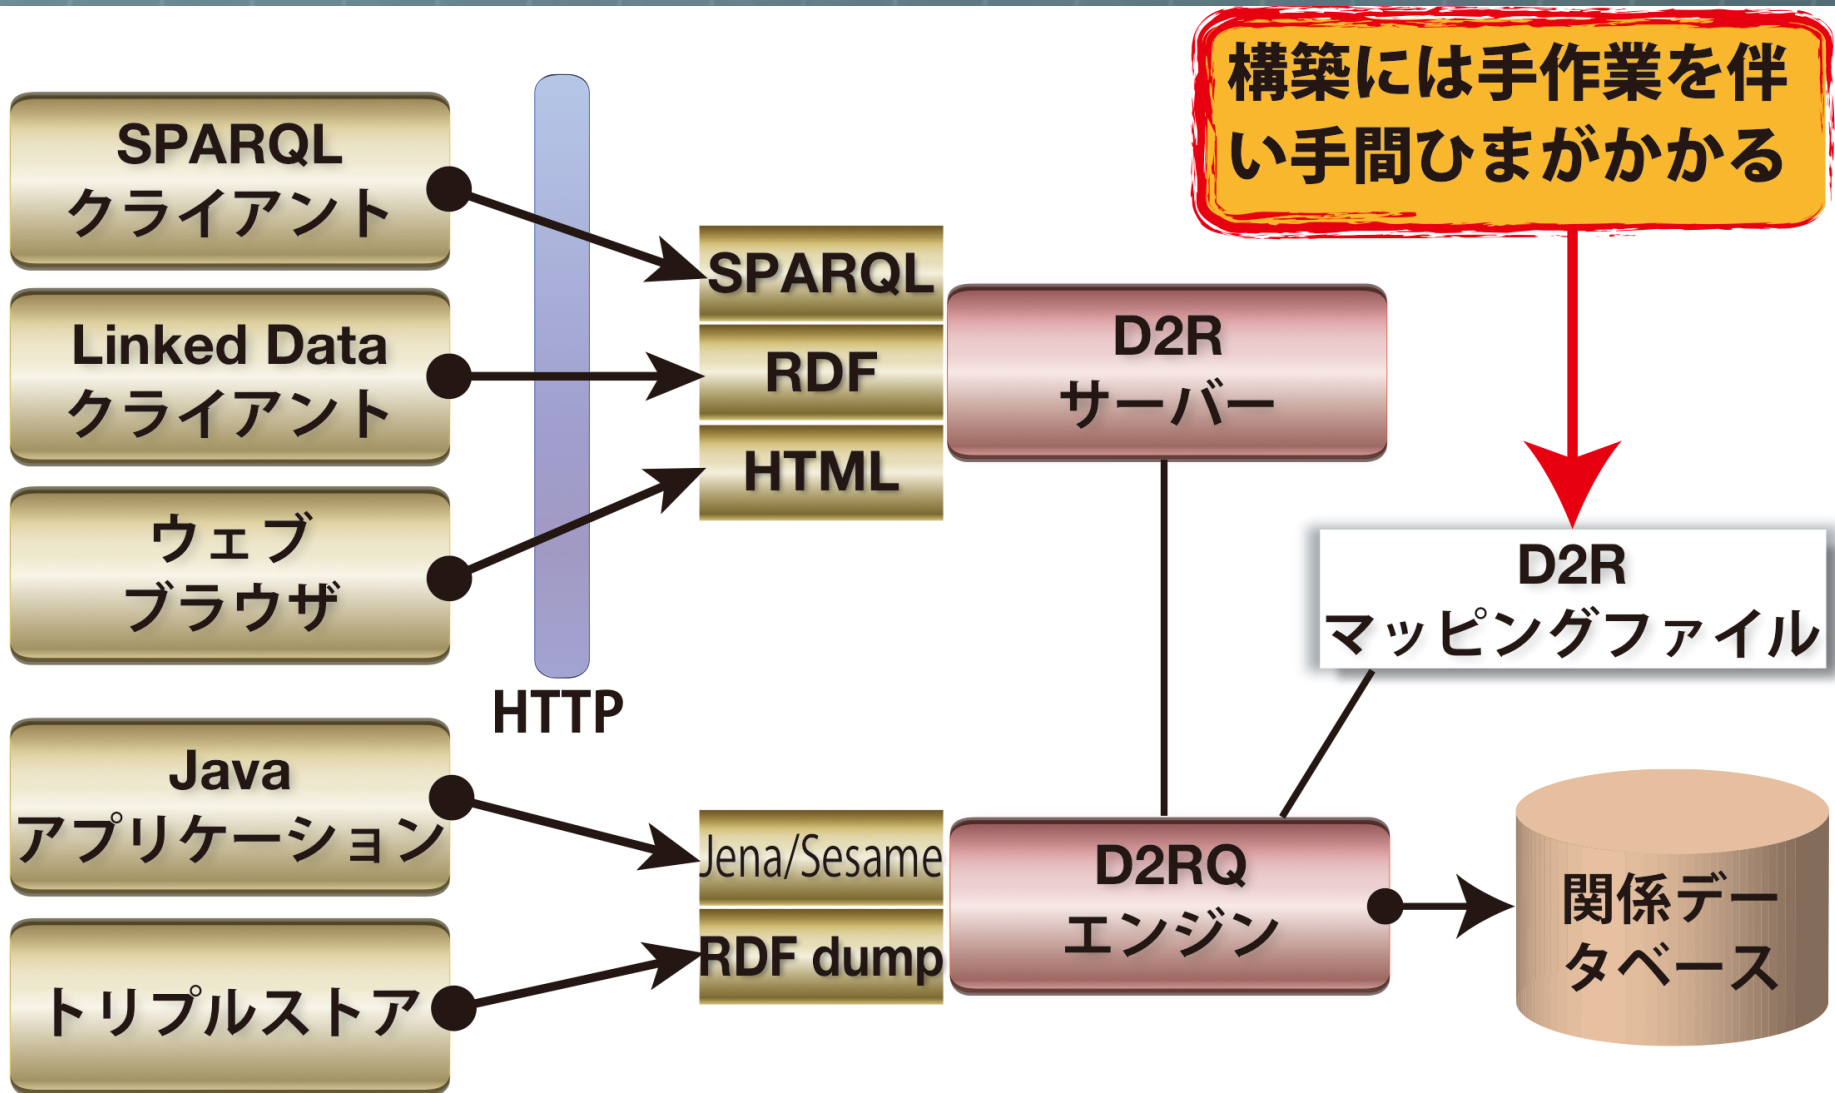 構築には手作業を伴
い手間ひまがかかる
SPARQL
クライアント
Linked Data
クライアント
ウェブ
ブラウザ
HTTP
SPARQL
RDF
HTML
D2R
サーバー
D2R
マッピングファイル
Java
アプリケーション
トリプルストア
Jena/Sesame
RDF dump
D2RQ
エンジン
関係デー
タベース